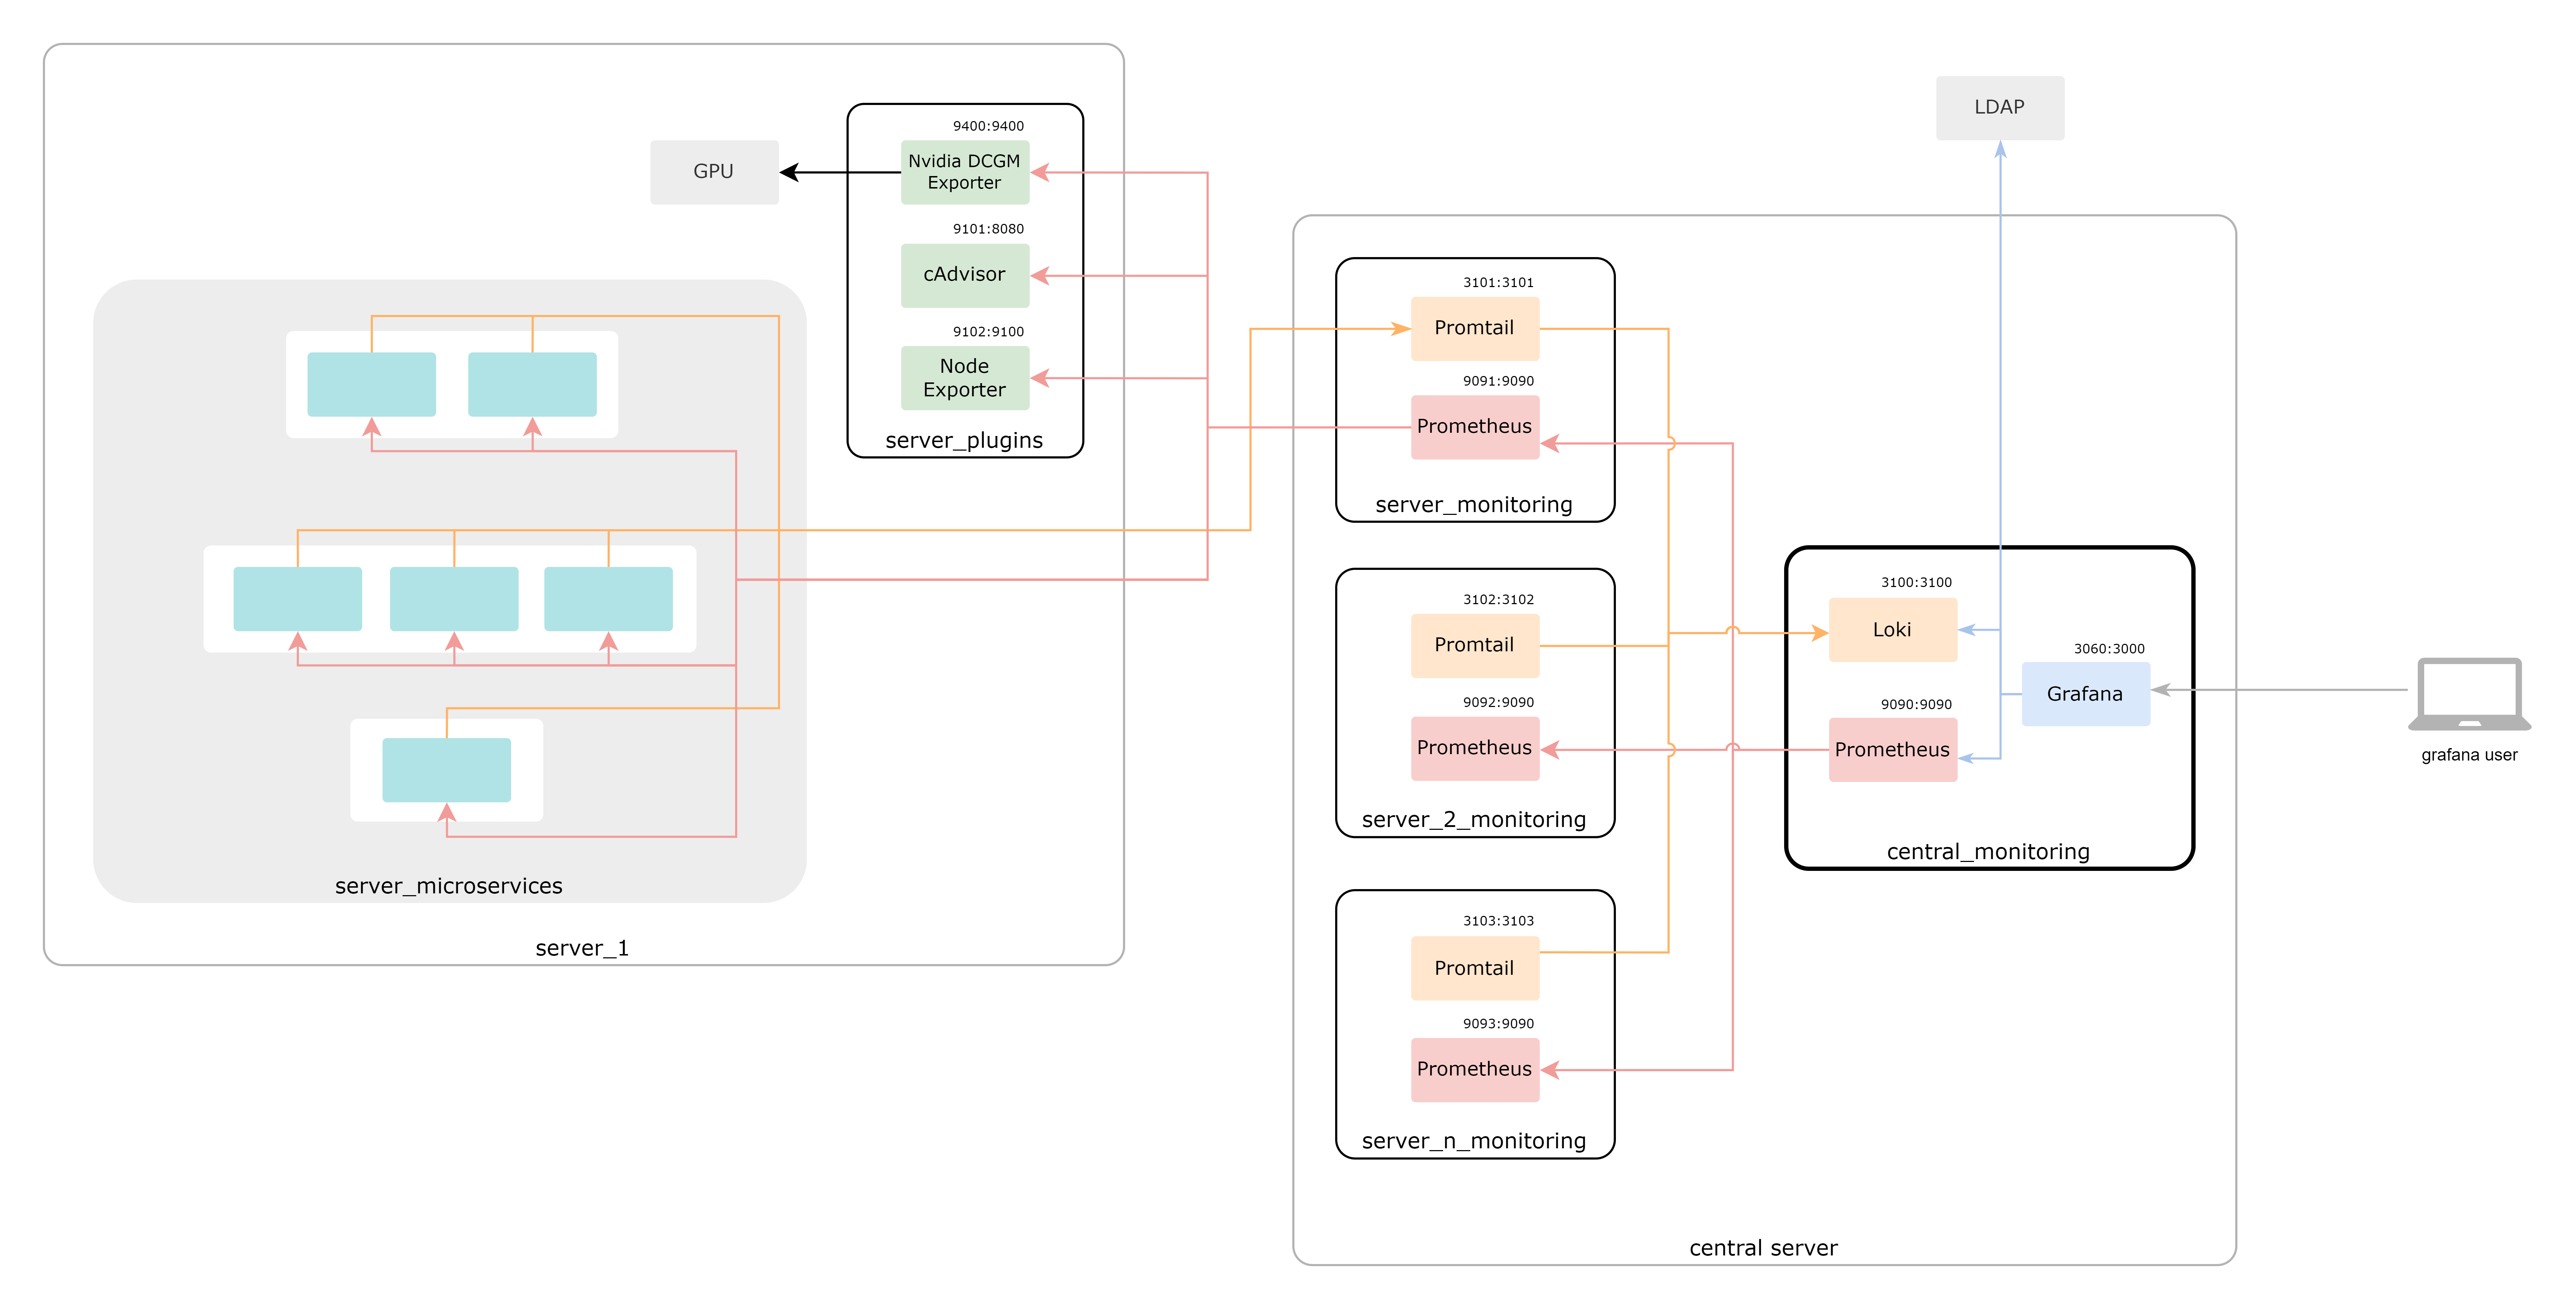 9400:9400
Nvidia DCGM
Exporter
GPU
9101:8080
cAdvisor
9102:9100
Node
Exporter
server_plugins
server_microservices
server_1
LDAP
3101:3101
Promtail
9091:9090
Prometheus
server_monitoring
3102:3102
Promtail
9092:9090
Prometheus
server_2_monitoring
3103:3103
Promtail
9093:9090
Prometheus
server_n_monitoring
3100:3100
Loki
3060:3000
Grafana
9090:9090
Prometheus
central_monitoring
central server
grafana user